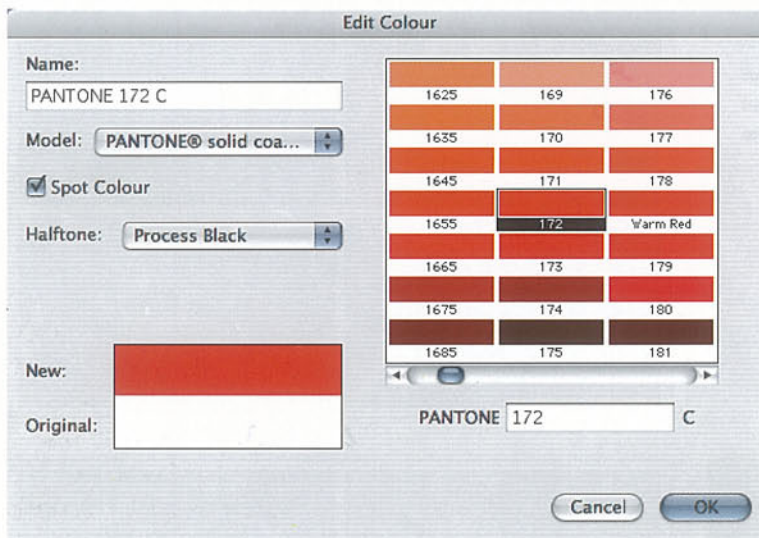 Edit Colour
Name:
PANTONE 172 C
Model: PANTONE® solid coa...
Spot Colour
Halftone: Process Black
New:
Original:
1625 169 176
1635 170 177
1645 171 178
1655 172 Warm Red
1665 173 179
1675 174 180
1685 175 181
PANTONE 172 C
Cancel OK